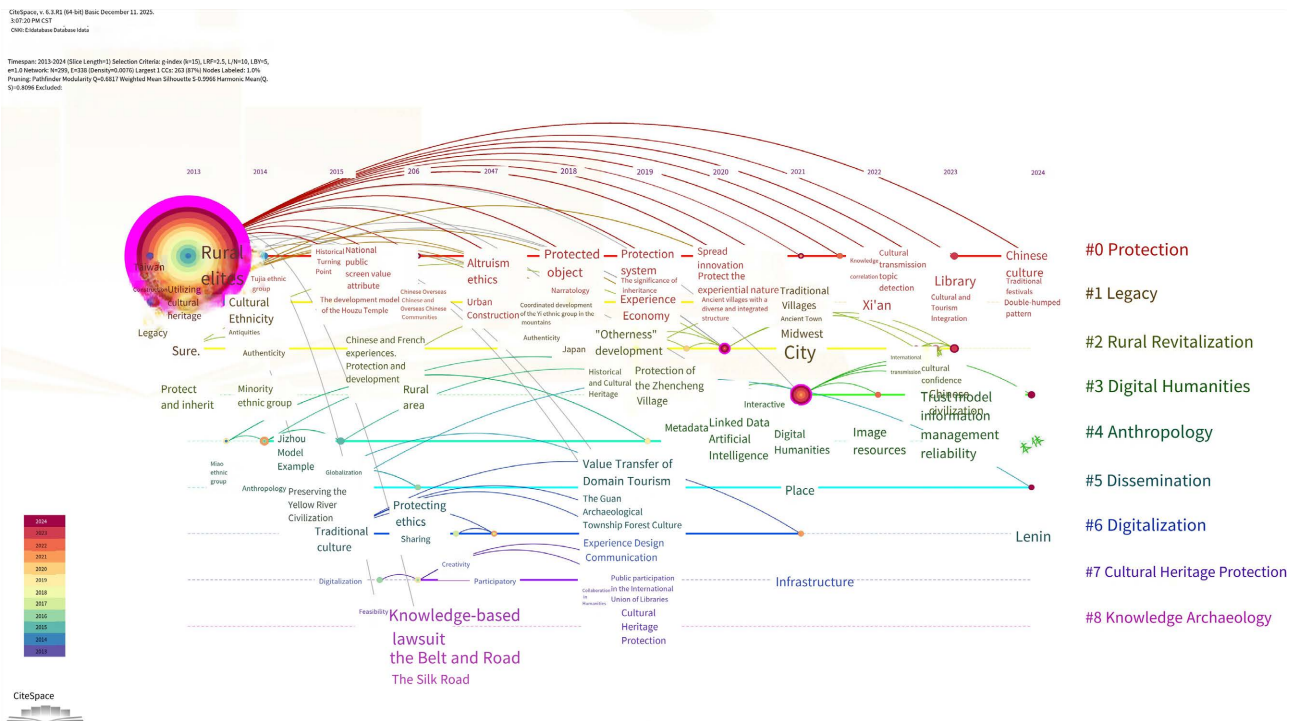 CiteSpace, v. 6.3.R1 (64-bit) Basic December 11. 2025.
3:07:20 PM CST
CNKI: E:ldatabase Database ldata)
Timespan: 2013-2024 (Slice Length=1) Selection Criteria: g-index (k=15), LRF=2.5, L/N=10, LBY=5,
e=1.0 Network: N=299, E=338 (Density=0.0076) Largest 1 CCs: 263 (87%) Nodes Labeled: 1.0%
Pruning: Pathfinder Modularity Q=0.6817 Weighted Mean Silhouette S-0.9966 Harmonic Mean(Q,
S)=0.8096 Excluded:
2013
2014
2015
206
2047
2018
2019
2020
2021
2022
2023
2024
Rural
elites
Taiwan
Utilizing
cultural
heritage
Legacy
Tujia ethnic
group
Cultural
Ethnicity
Antiquities
Historical
Turning
Point
National
public
screen value
attribute
The development model
of the Houzu Temple
Chinese Overseas
Chinese and
Overseas Chinese
Communities
Altruism
ethics
Urban
Construction
Protected
object
Narratology
Coordinated development
of the Yi ethnic group in the
mountains
Protection
system
The significance of
inheritance
Experience
Economy
Spread
innovation
Protect the
experiential nature
Ancient villages with a
diverse and integrated
structure
Traditional
Villages
Ancient Town
Midwest
City
Knowledge
correlation
Cultural
transmission
topic
detection
Xi'an
Library
Cultural and
Tourism
Integration
Chinese
culture
Traditional
festivals
Double-humped
pattern
#0 Protection
#1 Legacy
#2 Rural Revitalization
#3 Digital Humanities
#4 Anthropology
#5 Dissemination
#6 Digitalization
#7 Cultural Heritage Protection
#8 Knowledge Archaeology
Sure.
Authenticity
Chinese and French
experiences.
Protection and
development
Authenticity
Japan
"Otherness"
development
International
transmission
cultural
confidence
Chinese
civilization
Protect
and inherit
Minority
ethnic group
Rural
area
Historical
and Cultural
Heritage
Protection of
the Zhencheng
Village
Interactive
Trust model
information
management
reliability
Jizhou
Model
Example
Metadata
Linked Data
Artificial
Intelligence
Digital
Humanities
Image
resources
Miao
ethnic
group
Globalization
Anthropology
Preserving the
Yellow River
Civilization
Value Transfer of
Domain Tourism
Place
Traditional
culture
Protecting
ethics
Sharing
The Guan
Archaeological
Township Forest Culture
Lenin
Experience Design
Communication
Creativity
Digitalization
Participatory
Public participation
in the International
Union of Libraries
Collaboration
in
Humanities
Infrastructure
Feasibility
Cultural
Heritage
Protection
Knowledge-based
lawsuit
the Belt and Road
The Silk Road
2024
2023
2022
2021
2020
2019
2018
2017
2016
2015
2014
2013
CiteSpace